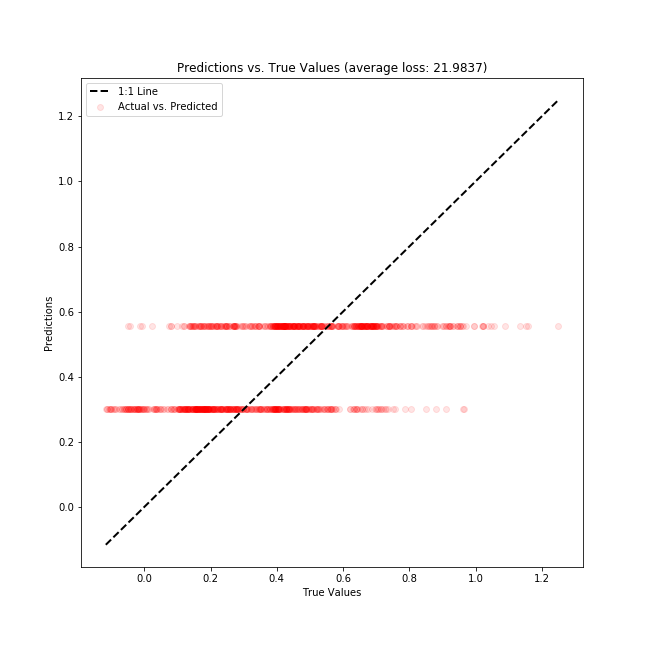 Predictions vs. True Values (average loss: 21.9837)
1:1 Line
Actual vs. Predicted
1.2
1.0
0.8
0.6
0.4
0.2
0.0
Predictions
0.0 0.2 0.4 0.6 0.8 1.0 1.2
True Values